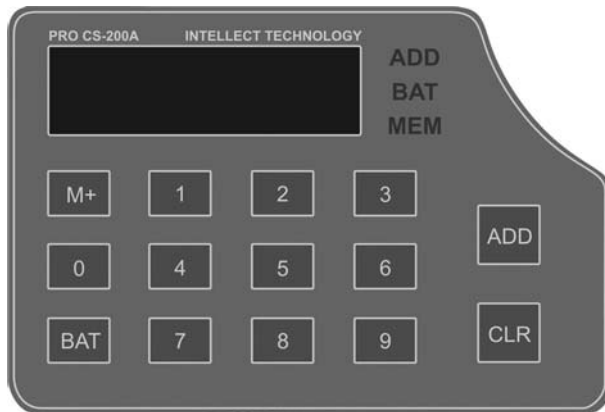 PRO CS-200A INTELLECT TECHNOLOGY
ADD
BAT
MEM
M+ 1 2 3
ADD
0 4 5 6
BAT 7 8 9
CLR